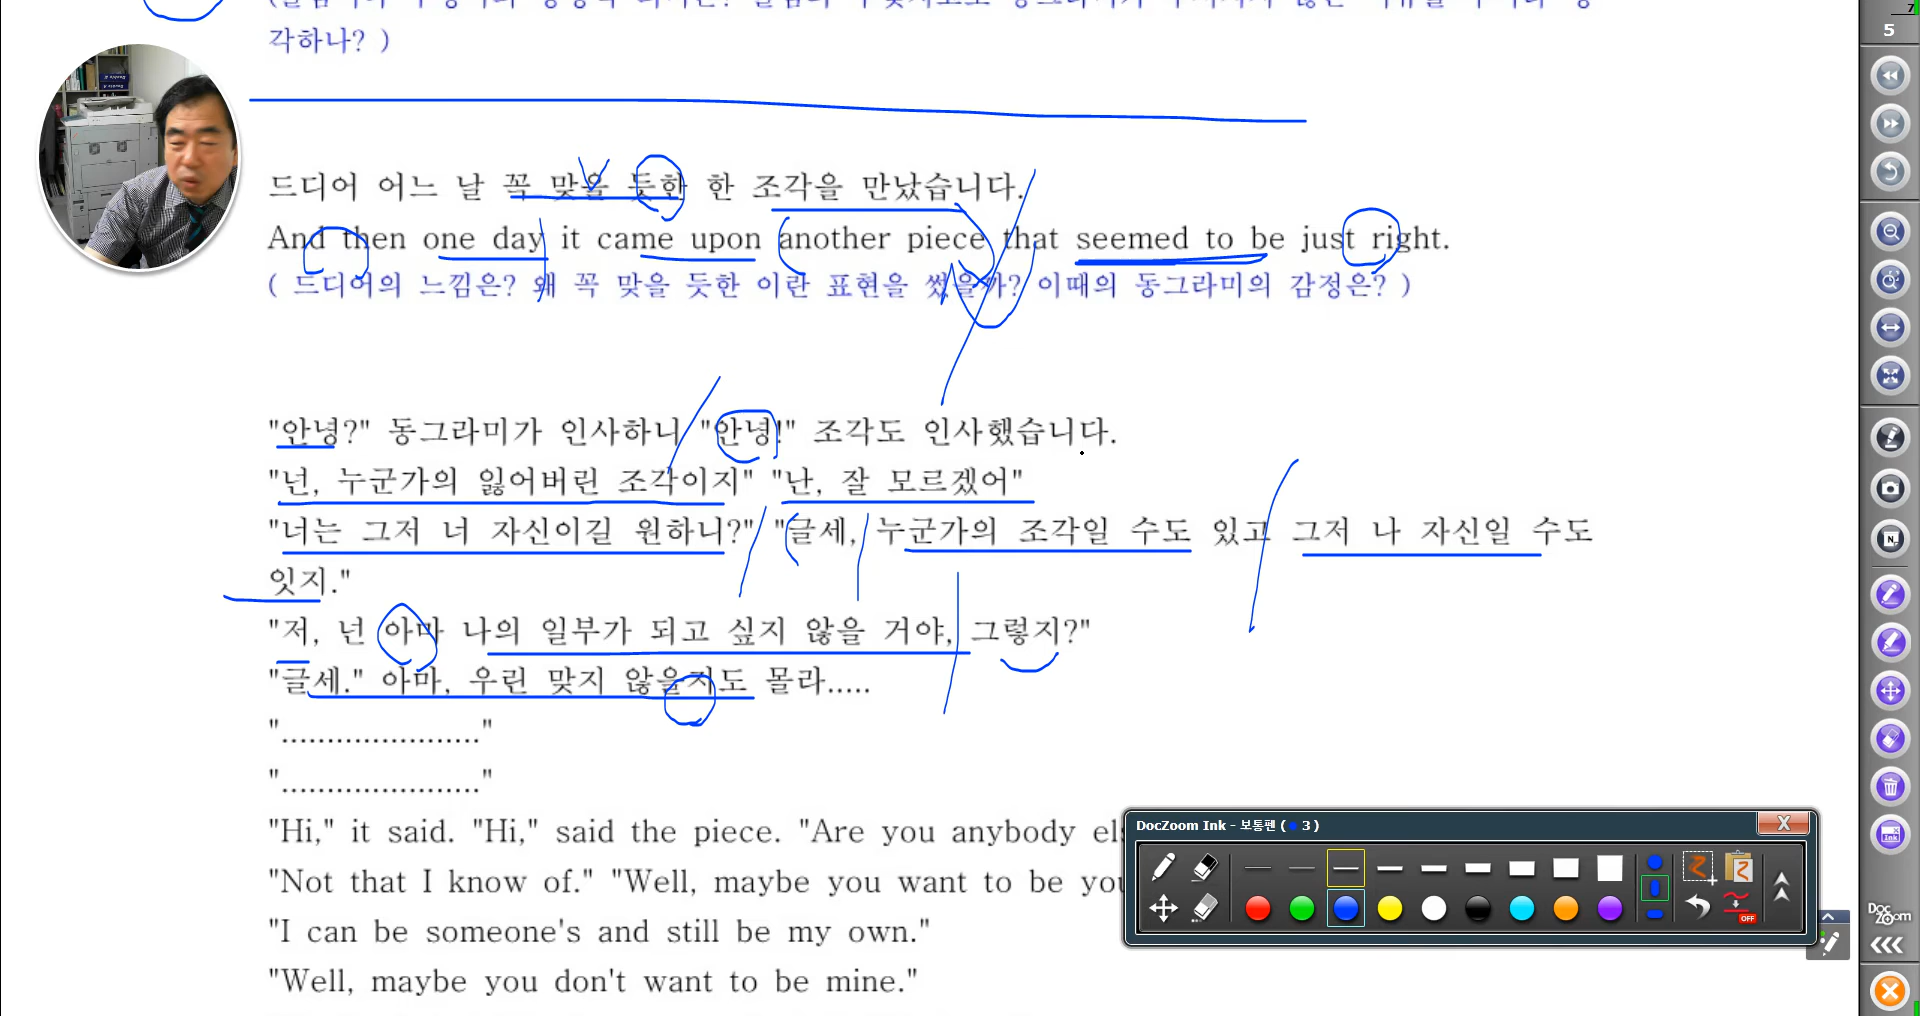 각하나? )
드디어 어느 날 꼭 맞을 듯한 한 조각을 만났습니다.
And then one day it came upon another piece that seemed to be just right.
( 드디어의 느낌은? 왜 꼭 맞을 듯한 이란 표현을 썼을까? 이때의 동그라미의 감정은? )
"안녕?" 동그라미가 인사하니 "안녕!" 조각도 인사했습니다.
"넌, 누군가의 잃어버린 조각이지" "난, 잘 모르겠어"
"너는 그저 너 자신이길 원하니?" "글세, 누군가의 조각일 수도 있고 그저 나 자신일 수도
잇지."
"저, 넌 아마 나의 일부가 되고 싶지 않을 거야, 그렇지?"
"글세." 아마, 우린 맞지 않을지도 몰라.....
"......................"
"......................"
"Hi," it said. "Hi," said the piece. "Are you anybody
"Not that I know of." "Well, maybe you want to be
"I can be someone's and still be my own."
"Well, maybe you don't want to be mine."
DocZoom Ink - 보통펜 ( 3 )
OFF
7
5
N
Ink
Doc
Zoom